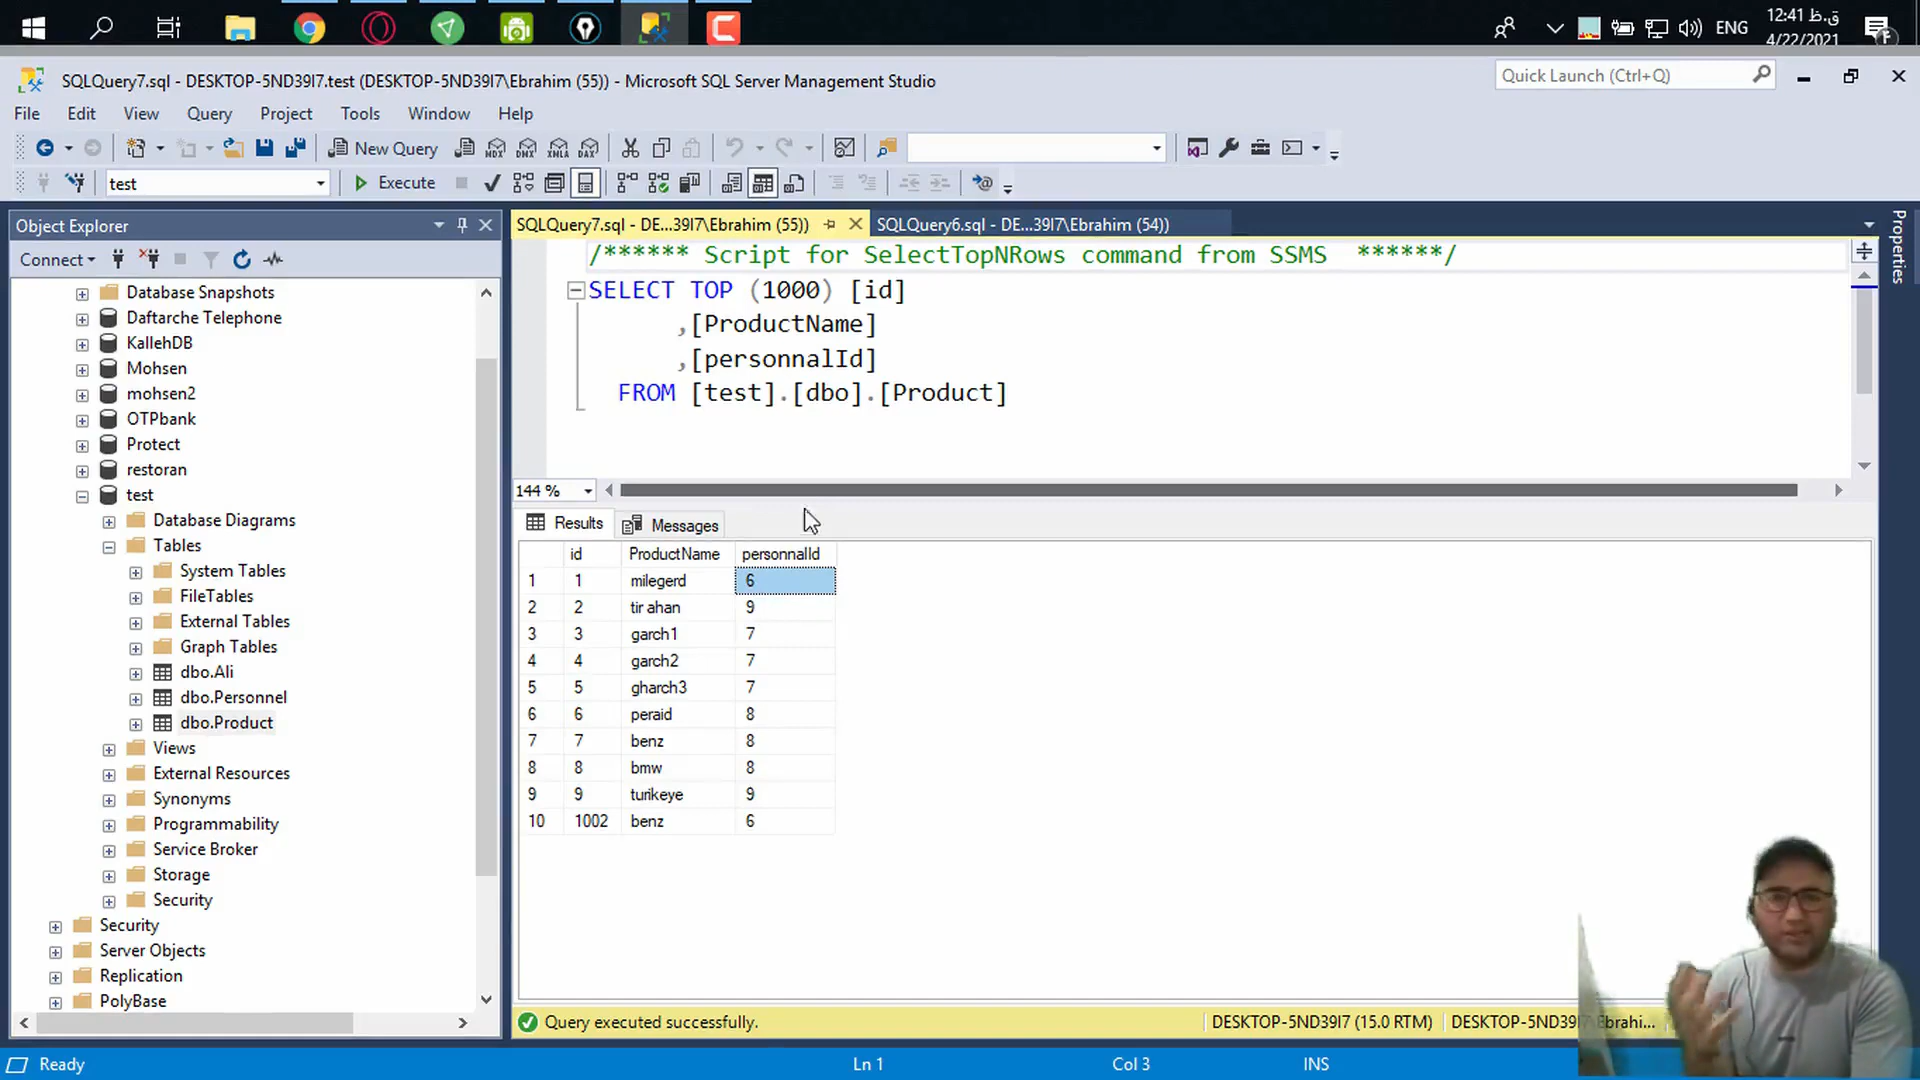 ق.ظ 12:41
ENG
4/22/2021
SQLQuery7.sql - DESKTOP-5ND39I7.test (DESKTOP-5ND39I7\Ebrahim (55)) - Microsoft SQL Server Management Studio
Quick Launch (Ctrl+Q)
File Edit View Query Project Tools Window Help
New Query
MDX DMX XMLA DAX
test
Execute
Object Explorer
SQLQuery7.sql - DE...39I7\Ebrahim (55))
SQLQuery6.sql - DE...39I7\Ebrahim (54))
Properties
Connect
/****** Script for SelectTopNRows command from SSMS  ******/
SELECT TOP (1000) [id]
,[ProductName]
,[personnalId]
FROM [test].[dbo].[Product]
Database Snapshots
Daftarche Telephone
KallehDB
Mohsen
mohsen2
OTPbank
Protect
restoran
test
Database Diagrams
Tables
System Tables
FileTables
External Tables
Graph Tables
dbo.Ali
dbo.Personnel
dbo.Product
Views
External Resources
Synonyms
Programmability
Service Broker
Storage
Security
Security
Server Objects
Replication
PolyBase
144 %
Results Messages
id ProductName personnalId
1 1 milegerd 6
2 2 tir ahan 9
3 3 garch1 7
4 4 garch2 7
5 5 gharch3 7
6 6 peraid 8
7 7 benz 8
8 8 bmw 8
9 9 turikeye 9
10 1002 benz 6
Query executed successfully.
DESKTOP-5ND39I7 (15.0 RTM)
DESKTOP-5ND39I7\Ebrahi...
Ready
Ln 1
Col 3
INS